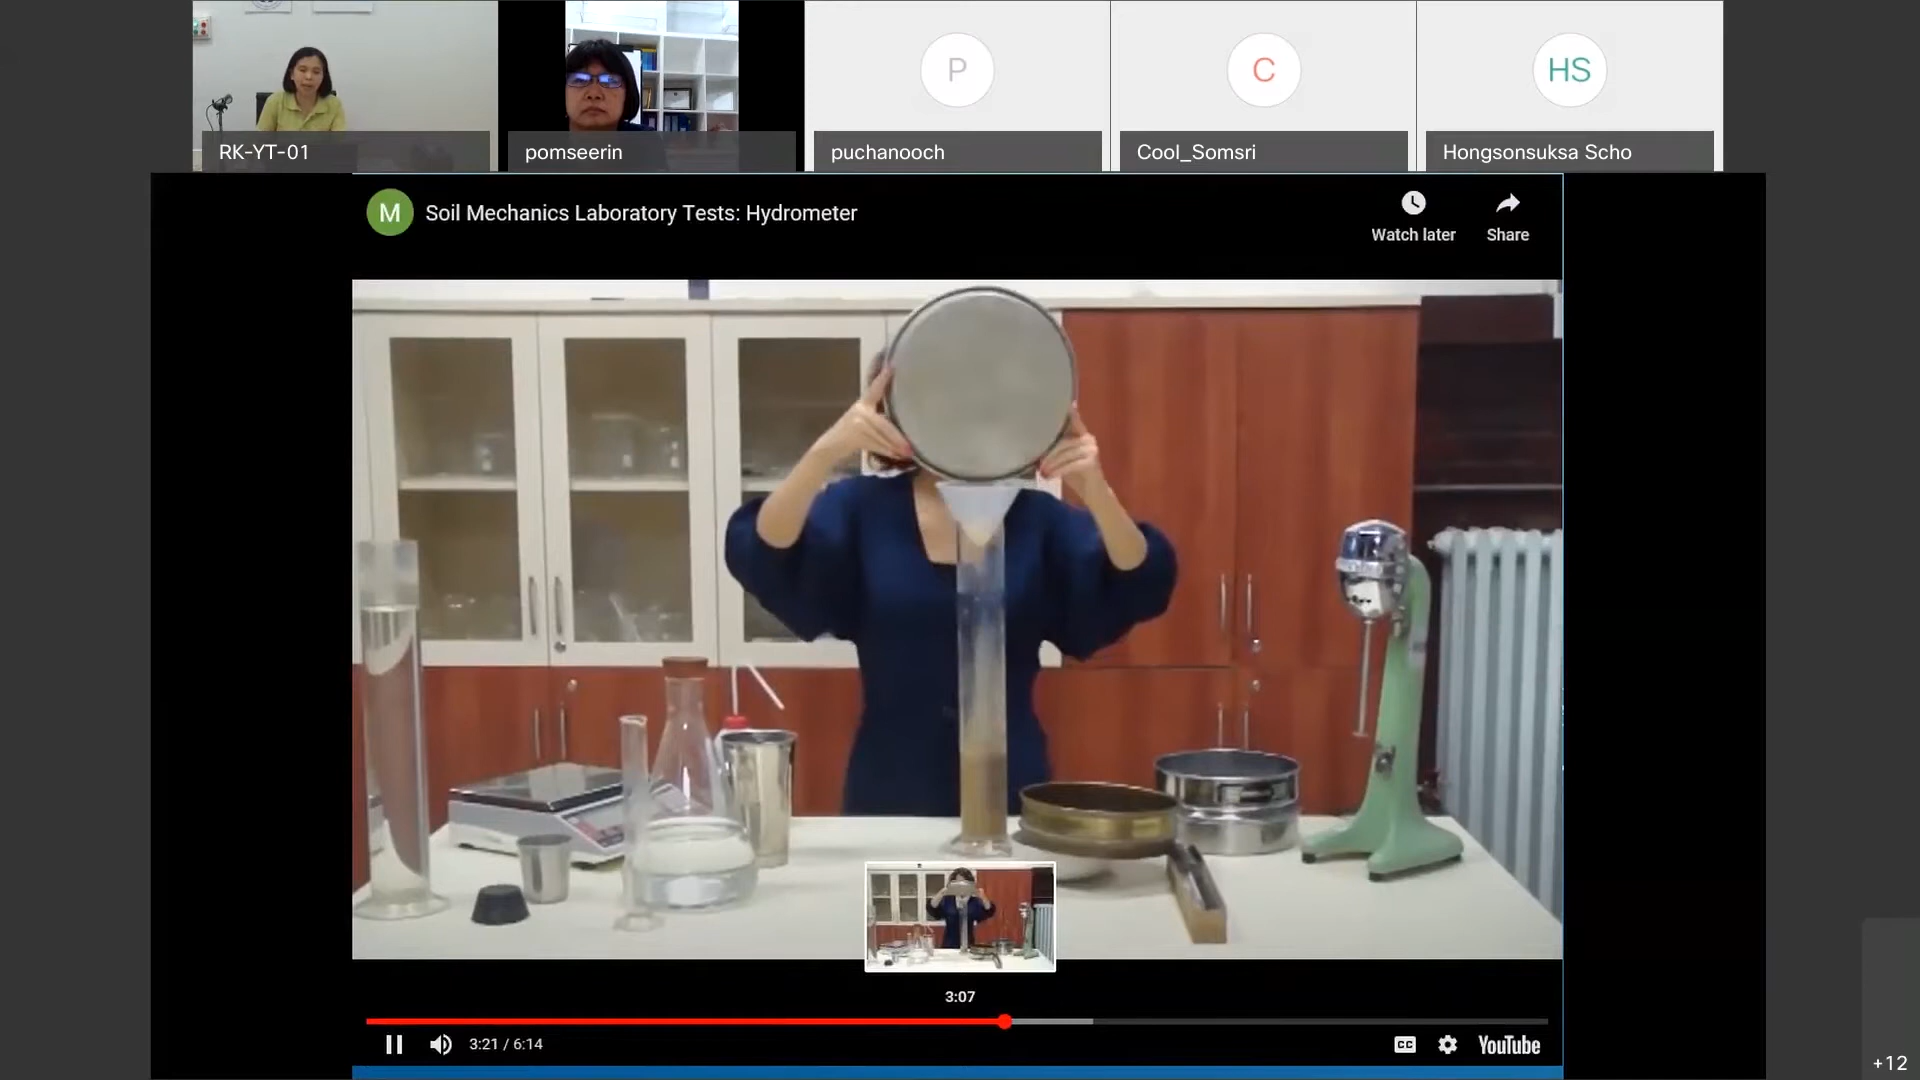 P
C
HS
RK-YT-01
pomseerin
puchanooch
Cool_Somsri
Hongsonsuksa Scho
M
Soil Mechanics Laboratory Tests: Hydrometer
Watch later
Share
3:07
3:21 / 6:14
CC
YouTube
+12